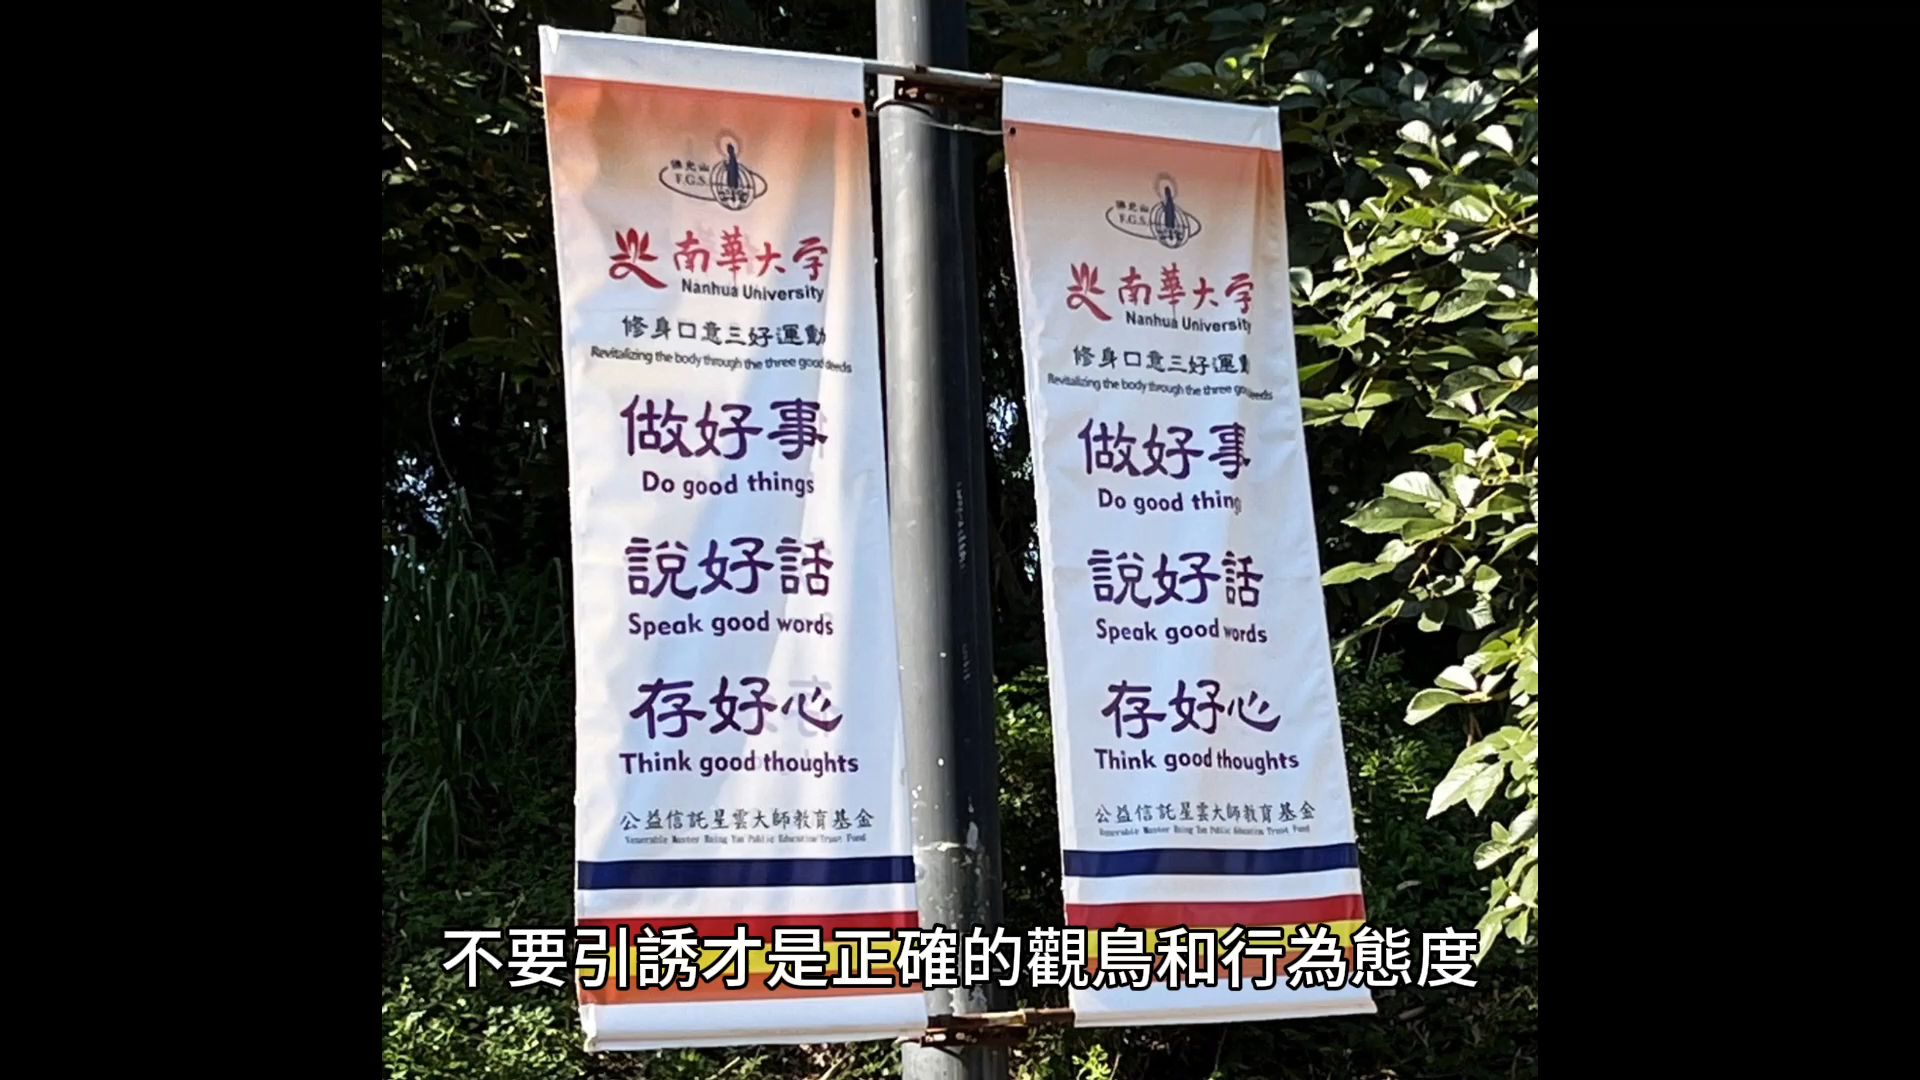 佛光山
F.G.S.
南華大学
Nanhua University
修身口意三好運動
Revitalizing the body through the three good deeds
做好事
Do good things
說好話
Speak good words
存好心
Think good thoughts
公益信託星雲大師教育基金
Venerable Master Hsing Yun Public Education Trust Fund
佛光山
F.G.S.
南華大学
Nanhua University
修身口意三好運
Revitalizing the body through the three
做好事
Do good thing
說好話
Speak good words
存好心
Think good thoughts
公益信託星雲大師教育基金
Venerable Master Hsing Yun Public Education Trust Fund
不要引誘才是正確的觀鳥和行為態度